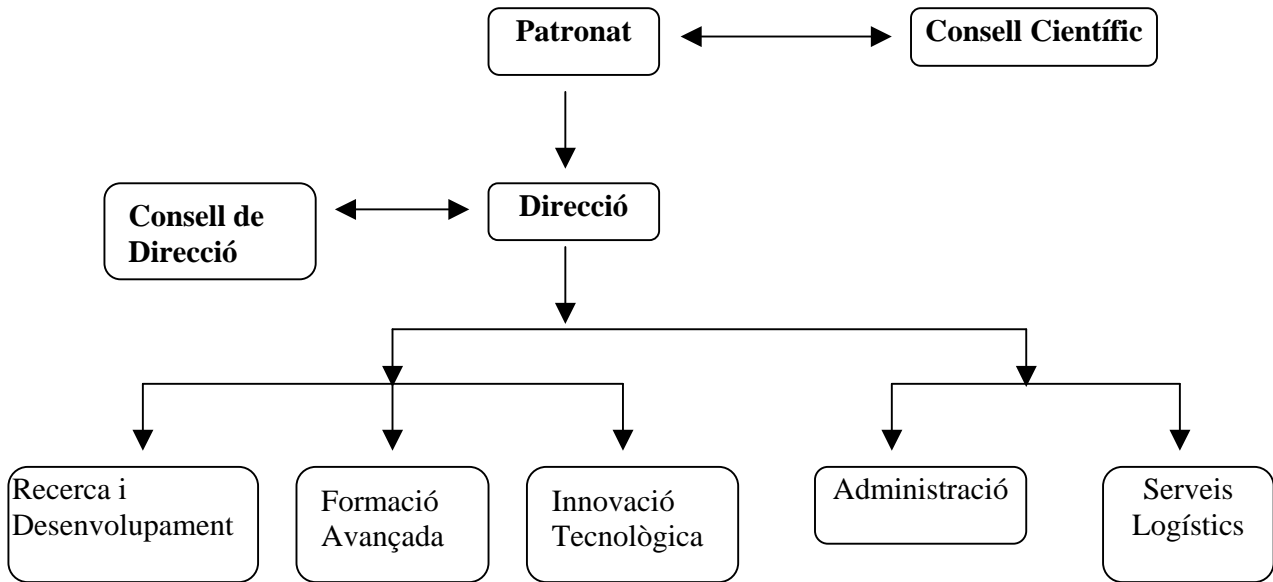 Patronat
Consell Científic
Consell de
Direcció
Direcció
Recerca i
Desenvolupament
Formació
Avançada
Innovació
Tecnològica
Administració
Serveis
Logístics